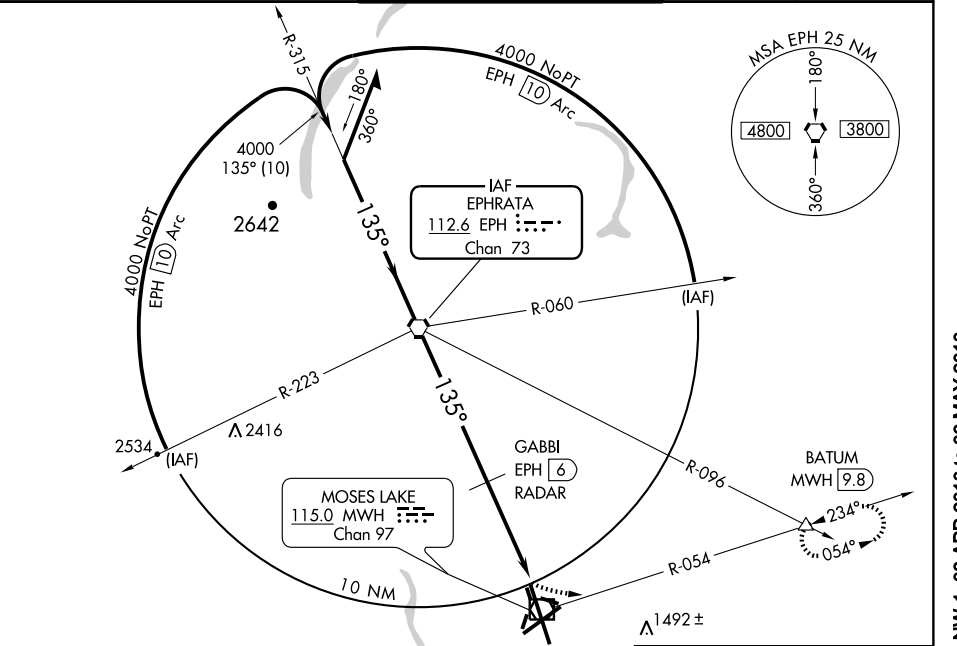 R-315
180°
360°
4000 NoPT
EPH 10 Arc
MSA EPH 25 NM
180°
4800
3800
360°
4000
135° (10)
2642
IAF
EPHRATA
112.6 EPH
Chan 73
135°
4000 NoPT
EPH 10 Arc
R-060
(IAF)
R-223
135°
2534
(IAF)
2416
GABBI
EPH 6
RADAR
R-096
BATUM
MWH 9.8
234°
054°
MOSES LAKE
115.0 MWH
Chan 97
R-054
10 NM
1492 ±